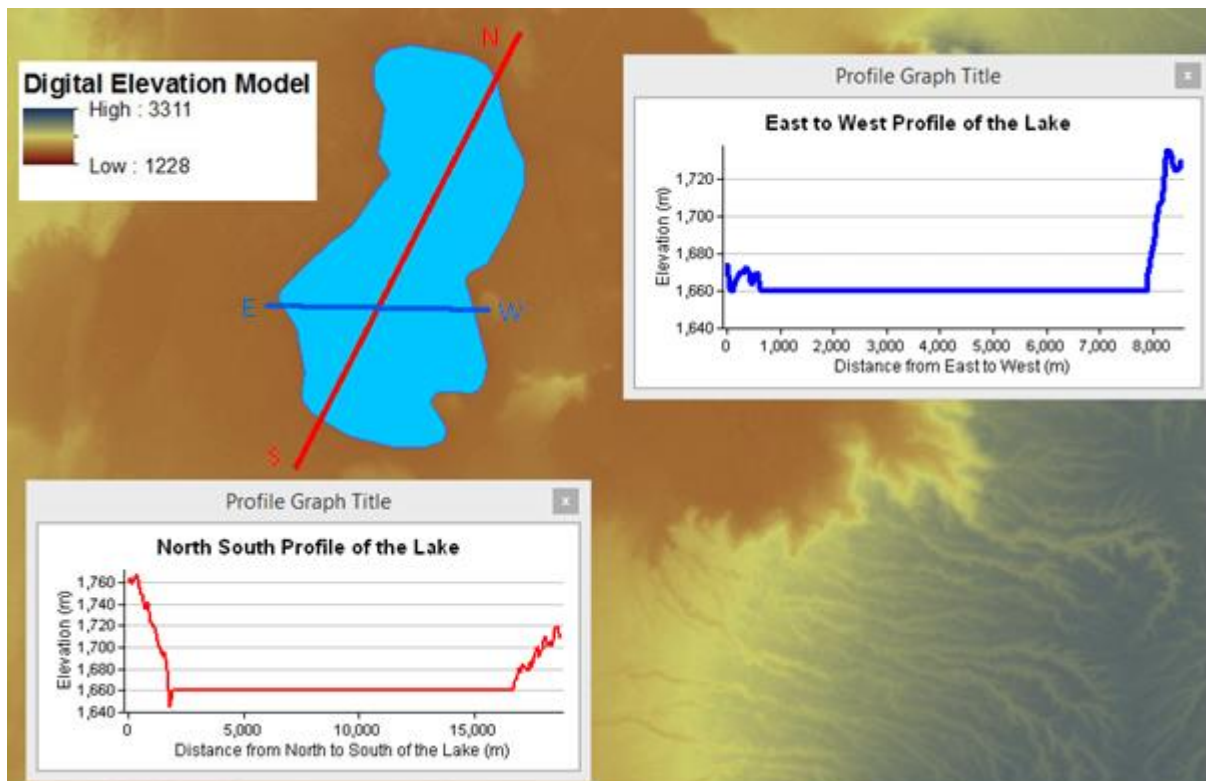 N
Digital Elevation Model
High : 3311
Low : 1228
E
W
S
Profile Graph Title
x
East to West Profile of the Lake
Elevation (m)
1,720
1,700
1,680
1,660
1,640
0 1,000 2,000 3,000 4,000 5,000 6,000 7,000 8,000
Distance from East to West (m)
Profile Graph Title
x
North South Profile of the Lake
Elevation (m)
1,760
1,740
1,720
1,700
1,680
1,660
1,640
0 5,000 10,000 15,000
Distance from North to South of the Lake (m)